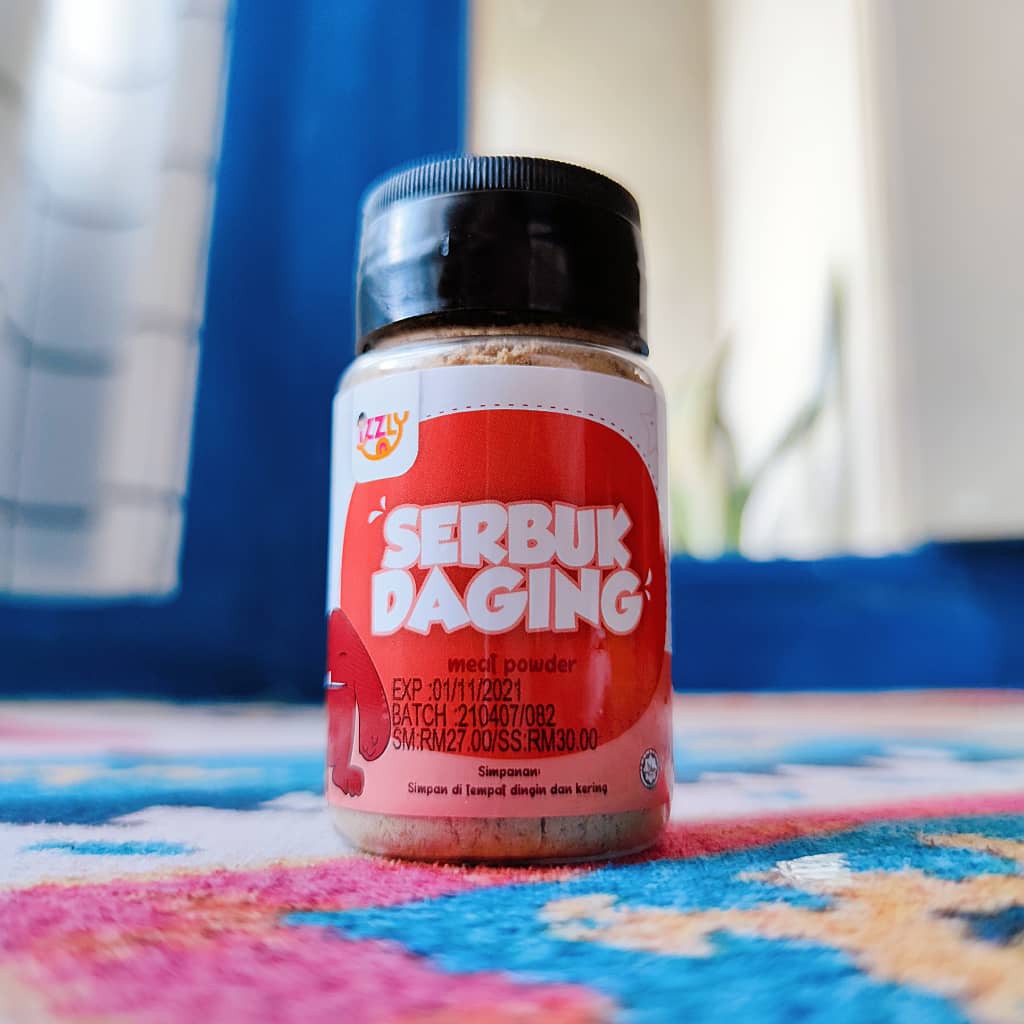 IZZLY
SERBUK
DAGING
meat powder
EXP :01/11/2021
BATCH :210407/082
SM:RM27.00/SS:RM30.00
Simpanan:
Simpan di tempat dingin dan kering